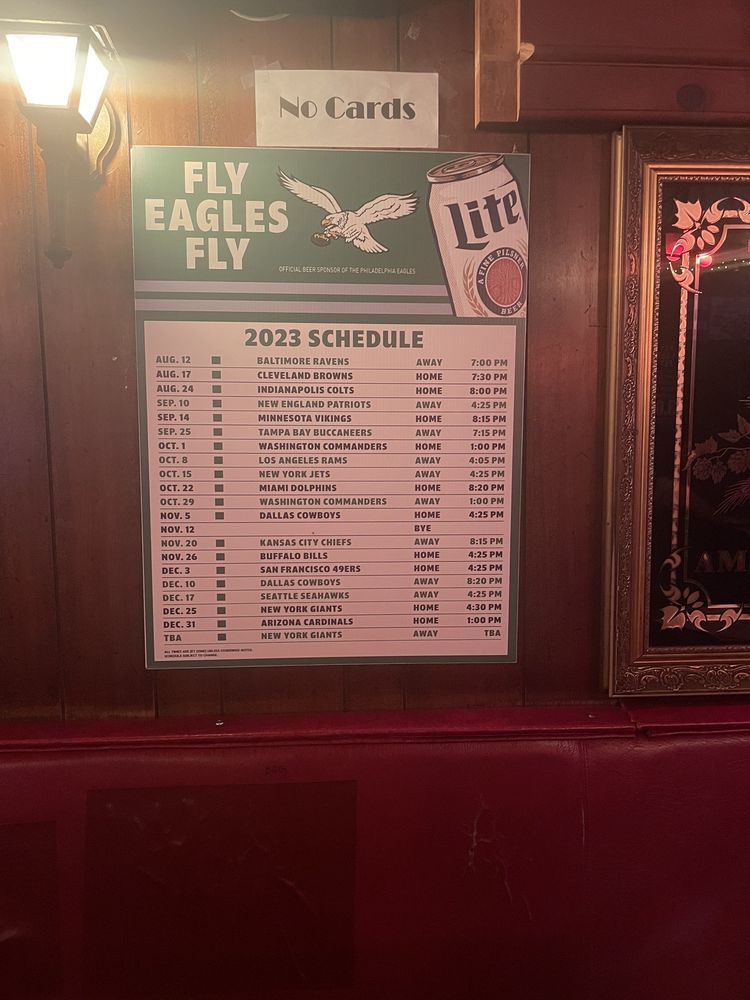 No Cards
FLY
EAGLES
FLY
OFFICIAL BEER SPONSOR OF THE PHILADELPHIA EAGLES
Lite
A FINE PILSNER
BEER
2023 SCHEDULE
AUG. 12 BALTIMORE RAVENS AWAY 7:00 PM
AUG. 17 CLEVELAND BROWNS HOME 7:30 PM
AUG. 24 INDIANAPOLIS COLTS HOME 8:00 PM
SEP. 10 NEW ENGLAND PATRIOTS AWAY 4:25 PM
SEP. 14 MINNESOTA VIKINGS HOME 8:15 PM
SEP. 25 TAMPA BAY BUCCANEERS AWAY 7:15 PM
OCT. 1 WASHINGTON COMMANDERS HOME 1:00 PM
OCT. 8 LOS ANGELES RAMS AWAY 4:05 PM
OCT. 15 NEW YORK JETS AWAY 4:25 PM
OCT. 22 MIAMI DOLPHINS HOME 8:20 PM
OCT. 29 WASHINGTON COMMANDERS AWAY 1:00 PM
NOV. 5 DALLAS COWBOYS HOME 4:25 PM
NOV. 12 BYE
NOV. 20 KANSAS CITY CHIEFS AWAY 8:15 PM
NOV. 26 BUFFALO BILLS HOME 4:25 PM
DEC. 3 SAN FRANCISCO 49ERS HOME 4:25 PM
DEC. 10 DALLAS COWBOYS AWAY 8:20 PM
DEC. 17 SEATTLE SEAHAWKS AWAY 4:25 PM
DEC. 25 NEW YORK GIANTS HOME 4:30 PM
DEC. 31 ARIZONA CARDINALS HOME 1:00 PM
TBA NEW YORK GIANTS AWAY TBA
SCHEDULE SUBJECT TO CHANGE.
AM